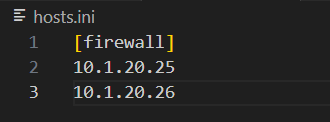 hosts.ini
1 [firewall]
2 10.1.20.25
3 10.1.20.26